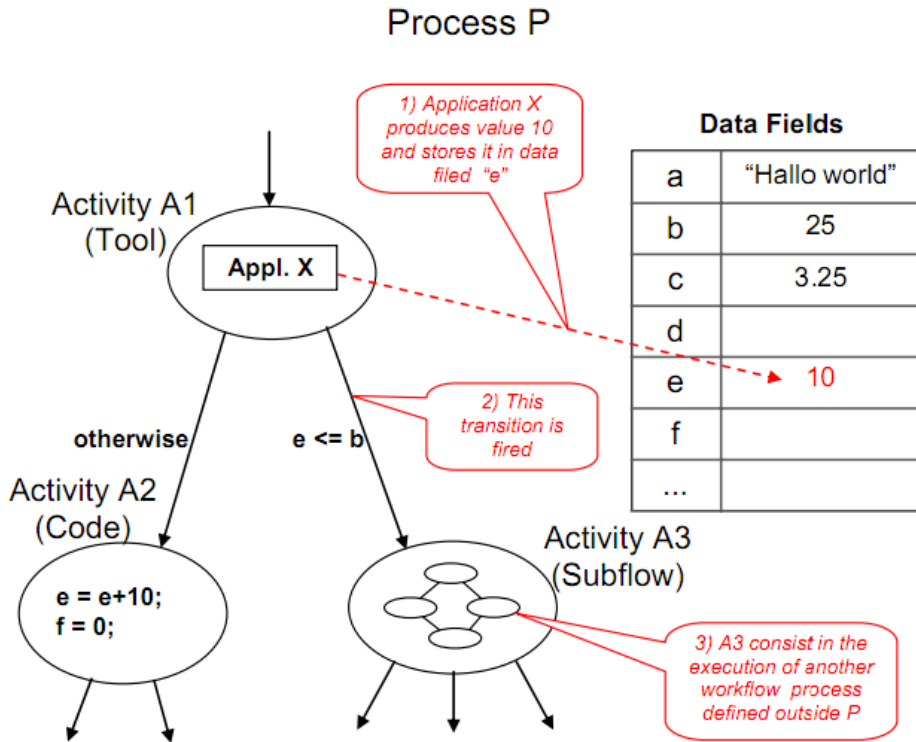 Process P
1) Application X
produces value 10
and stores it in data
filed "e"
Data Fields
a
"Hallo world"
b
25
c
3.25
d
e
10
f
...
Activity A1
(Tool)
Appl. X
2) This
transition is
fired
otherwise
e <= b
Activity A2
(Code)
e = e+10;
f = 0;
Activity A3
(Subflow)
3) A3 consist in the
execution of another
workflow process
defined outside P